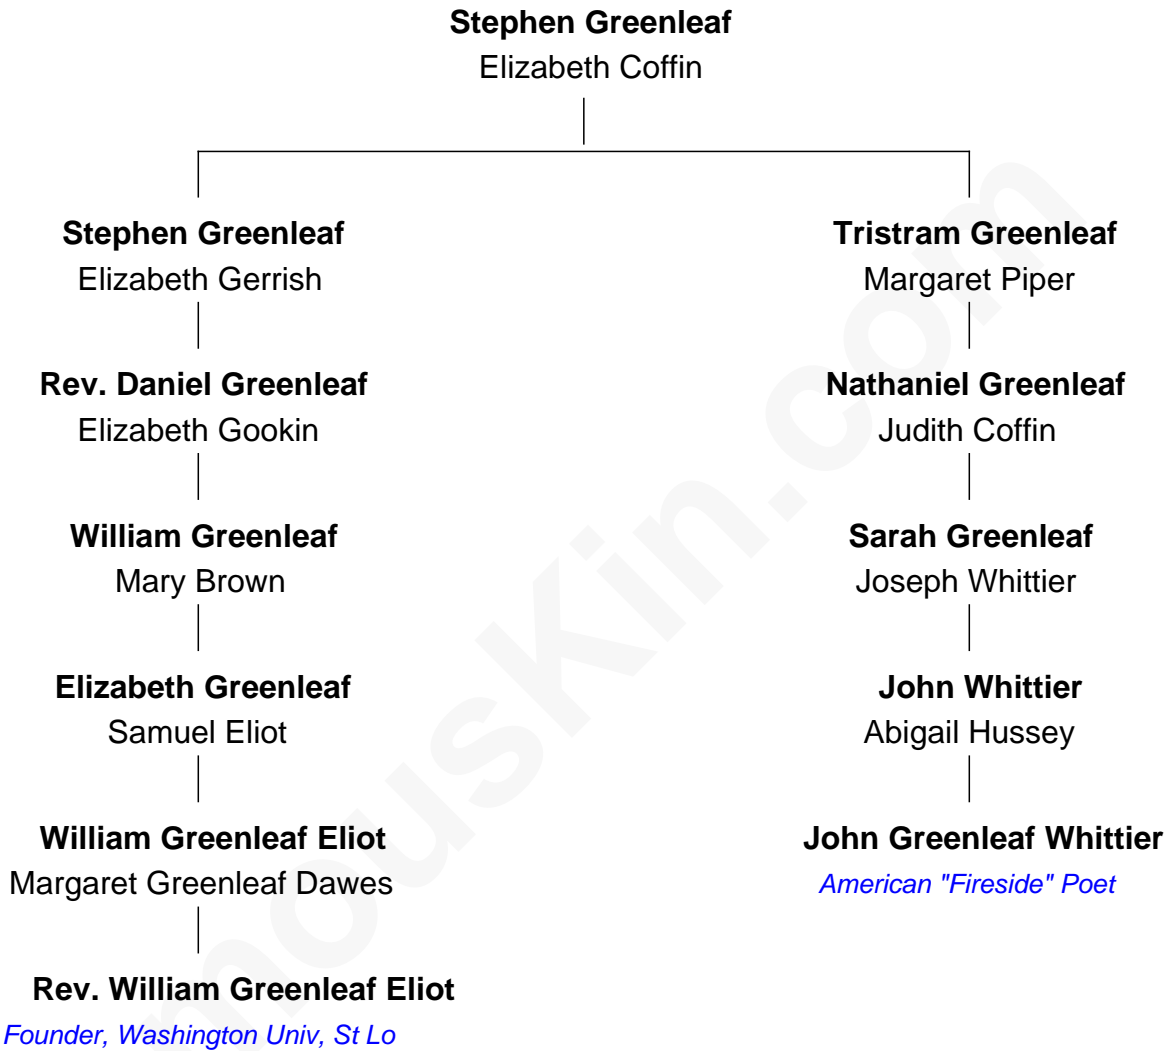 Stephen Greenleaf
Elizabeth Coffin
Stephen Greenleaf
Elizabeth Gerrish
Tristram Greenleaf
Margaret Piper
Rev. Daniel Greenleaf
Elizabeth Gookin
Nathaniel Greenleaf
Judith Coffin
William Greenleaf
Mary Brown
Sarah Greenleaf
Joseph Whittier
Elizabeth Greenleaf
Samuel Eliot
John Whittier
Abigail Hussey
William Greenleaf Eliot
Margaret Greenleaf Dawes
John Greenleaf Whittier
American "Fireside" Poet
Rev. William Greenleaf Eliot
Founder, Washington Univ, St Lo
mousKin.com